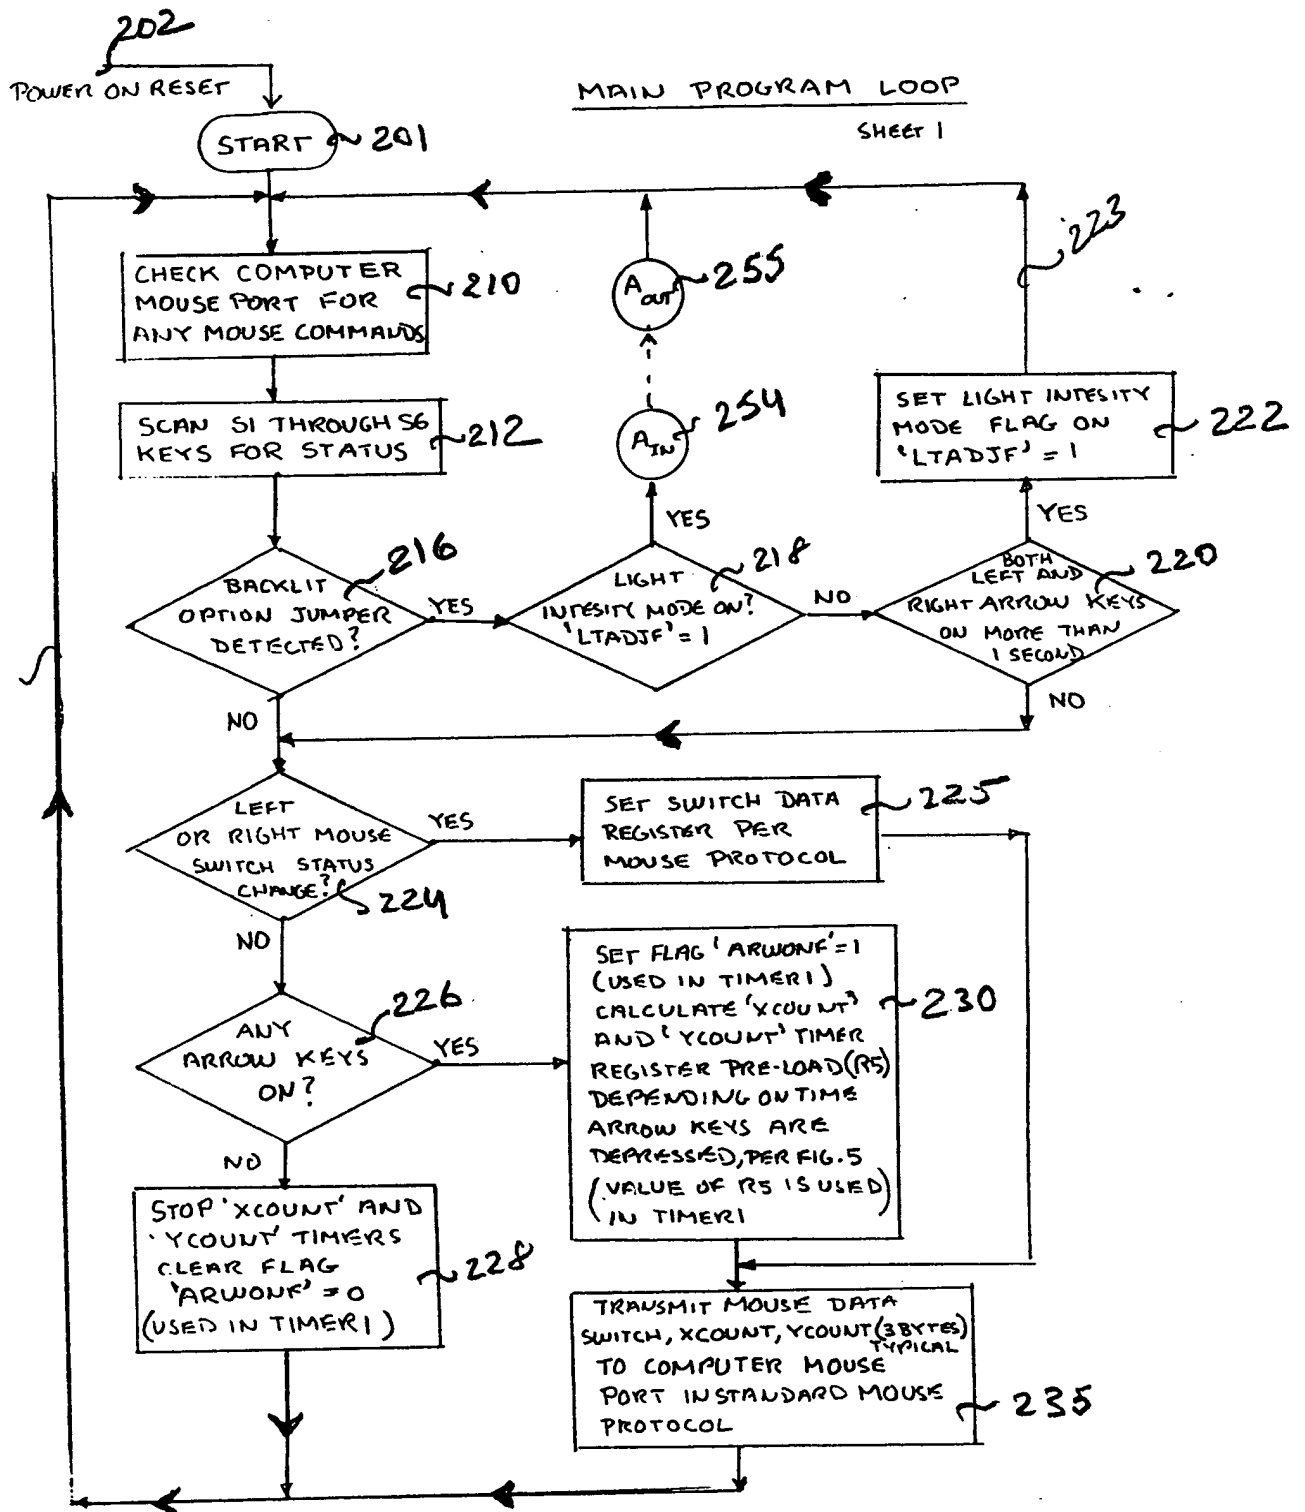 202
POWER ON RESET
MAIN PROGRAM LOOP
SHEET 1
START
201
CHECK COMPUTER
MOUSE PORT FOR
ANY MOUSE COMMANDS
210
AOUT
255
223
SCAN S1 THROUGH S6
KEYS FOR STATUS
212
AIN
254
SET LIGHT INTESITY
MODE FLAG ON
'LTADJF' = 1
222
YES
YES
BACKLIT
OPTION JUMPER
DETECTED?
216
YES
LIGHT
INTESITY MODE ON?
'LTADJF' = 1
218
NO
BOTH
LEFT AND
RIGHT ARROW KEYS
ON MORE THAN
1 SECOND
220
NO
NO
LEFT
OR RIGHT MOUSE
SWITCH STATUS
CHANGE?
224
YES
SET SWITCH DATA
REGISTER PER
MOUSE PROTOCOL
225
NO
ANY
ARROW KEYS
ON?
226
YES
SET FLAG 'ARWONF'=1
(USED IN TIMER1)
CALCULATE 'XCOUNT'
AND 'YCOUNT' TIMER
REGISTER PRE-LOAD (R5)
DEPENDING ON TIME
ARROW KEYS ARE
DEPRESSED, PER FIG. 5
(VALUE OF R5 IS USED
IN TIMER1)
230
NO
STOP 'XCOUNT' AND
'YCOUNT' TIMERS
CLEAR FLAG
'ARWONF' = 0
(USED IN TIMER1)
228
TRANSMIT MOUSE DATA
SWITCH, XCOUNT, YCOUNT (3 BYTES)
TYPICAL
TO COMPUTER MOUSE
PORT IN STANDARD MOUSE
PROTOCOL
235